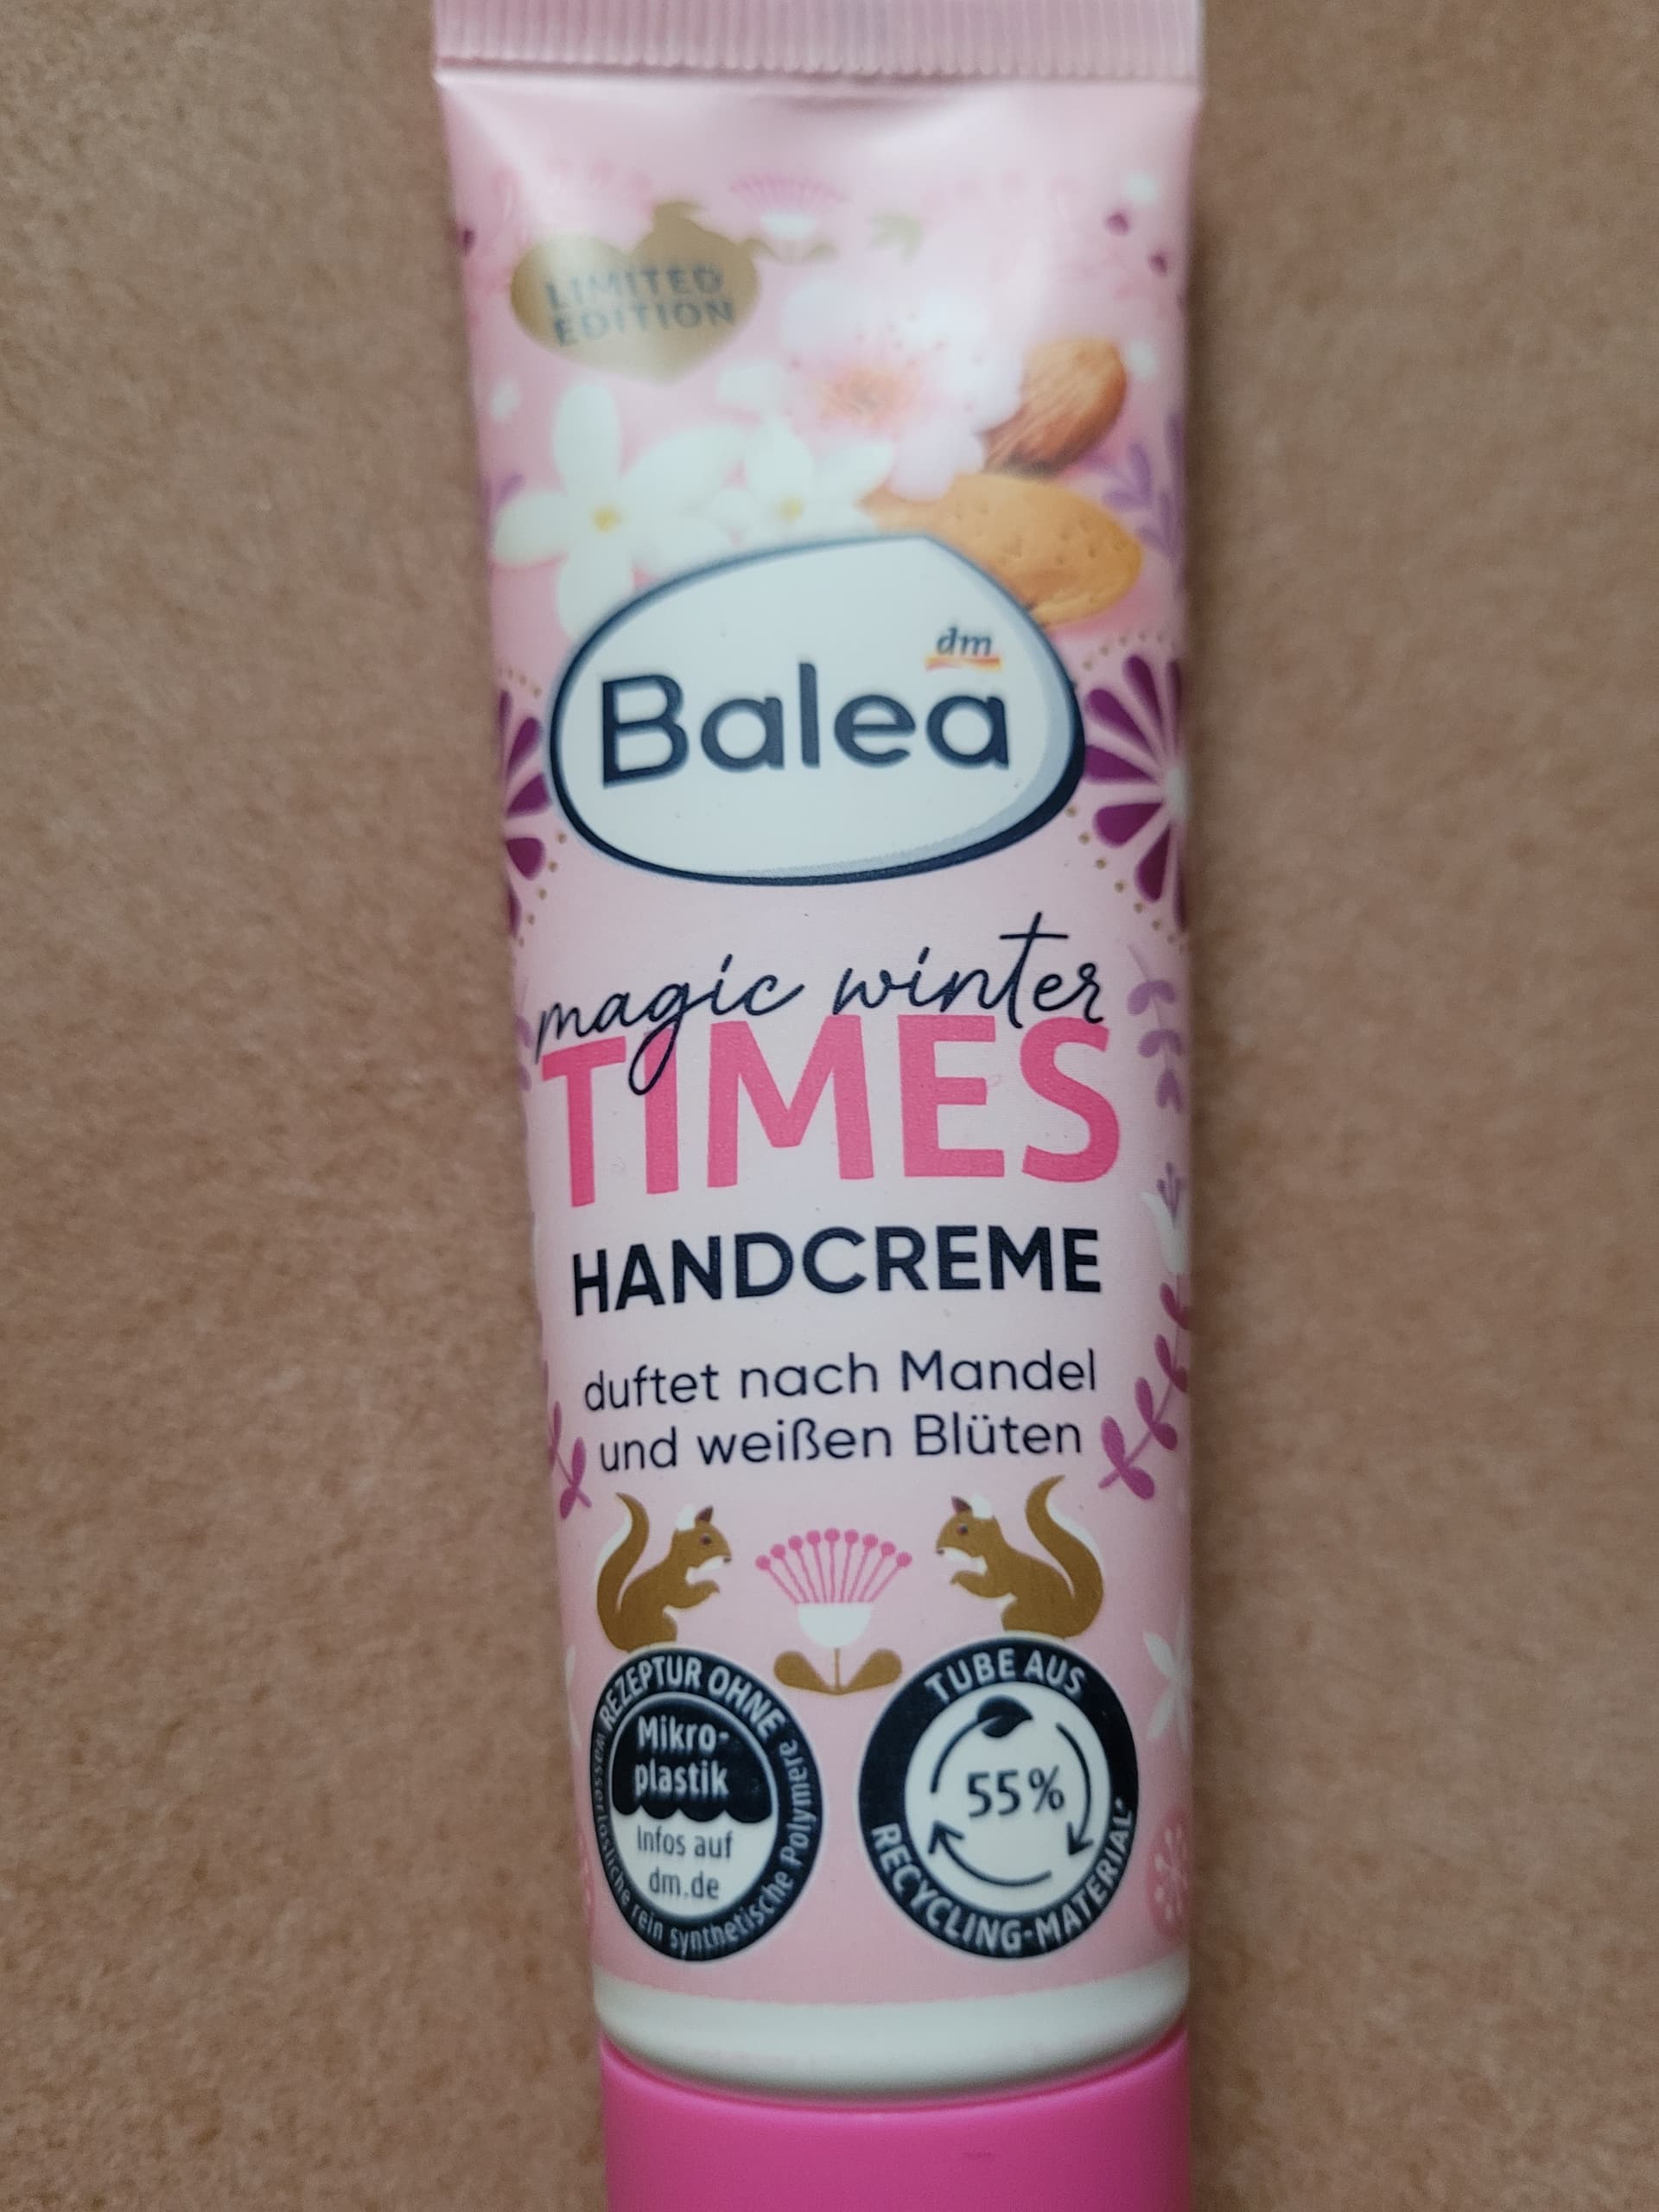 LIMITED
EDITION
dm
Balea
magic winter
TIMES
HANDCREME
duftet nach Mandel
und weißen Blüten
REZEPTUR OHNE
Mikro-
plastik
Infos auf
dm.de
wasserlösliche rein synthetische Polymere
TUBE AUS
55%
RECYCLING-MATERIAL*